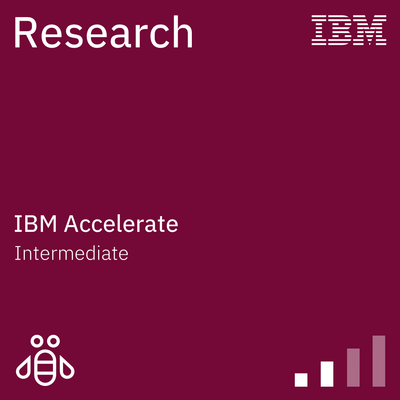 Research
IBM
IBM Accelerate
Intermediate